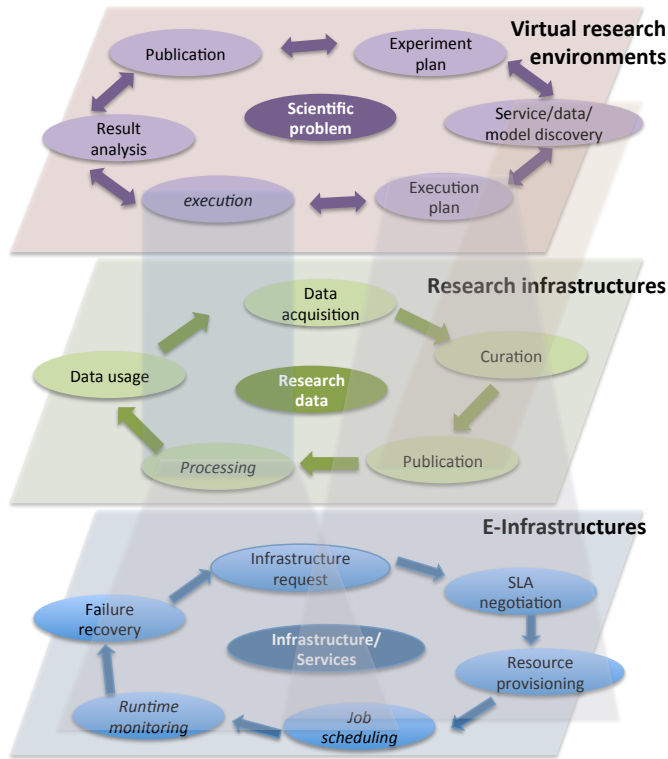 Virtual research
environments
Publication
Experiment
plan
Scientific
problem
Service/data/
model discovery
Result
analysis
execution
Execution
plan
Research infrastructures
Data
acquisition
Curation
Data usage
Research
data
Processing
Publication
E-Infrastructures
Infrastructure
request
SLA
negotiation
Failure
recovery
Infrastructure/
Services
Resource
provisioning
Runtime
monitoring
Job
scheduling